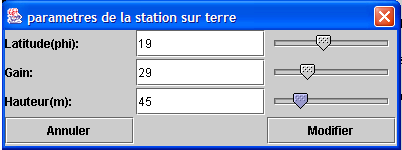 parametres de la station sur terre
Latitude(phi): 19
Gain: 29
Hauteur(m): 45
Annuler Modifier